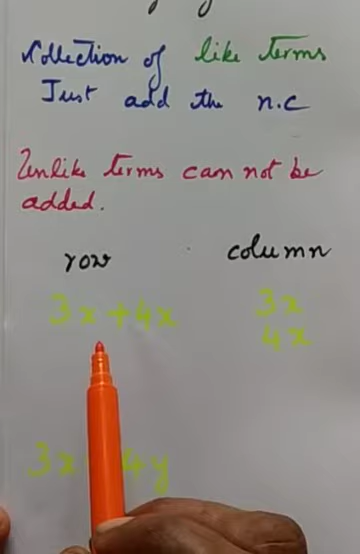 Collection of like terms
Just add the n.c
Unlike terms can not be
added.
row column
3x+4x 3x
4x
3x 4y